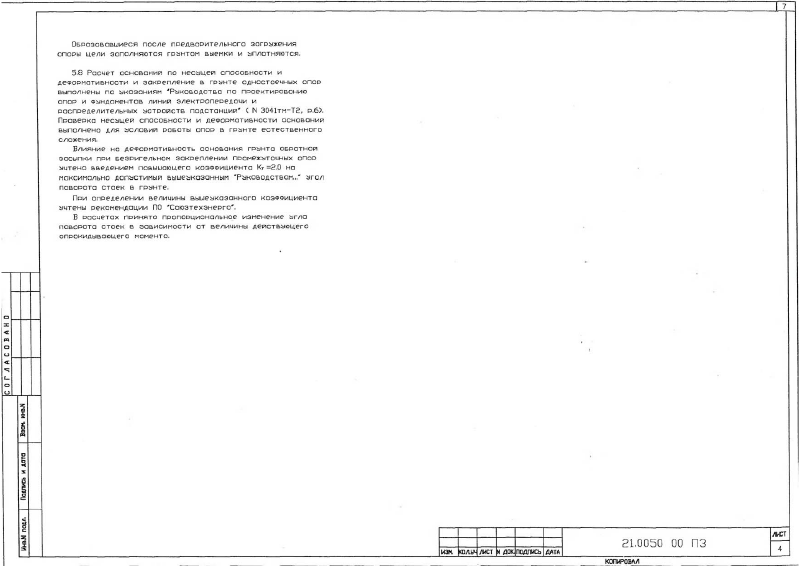 7
Образовавшиеся после предварительного загружения
опоры щели заполняются грунтом выемки и уплотняются.
5.8 Расчет оснований по несущей способности и
деформативности и закрепление в грунте одностоечных опор
выполнены по указаниям "Руководства по проектированию
опор и фундаментов линий электропередачи и
распределительных устройств подстанций" ( N 3041тм-Т2, р.6).
Проверка несущей способности и деформативности оснований
выполнена для условий работы опор в грунте естественного
сложения.
Влияние на деформативность основания грунта обратной
засыпки при безригельном закреплении промежуточных опор
учтена введением повышающего коэффициента Kг =2.0 на
максимально допустимый вышеуказанным "Руководством..." угол
поворота стоек в грунте.
При определении величины вышеуказанного коэффициента
учтены рекомендации ПО "Союзтехэнерго".
В расчетах принято пропорциональное изменение угла
поворота стоек в зависимости от величины действующего
опрокидывающего момента.
СОГЛАСОВАНО
Взам. инв.N
Подпись и дата
Инв.N подл.
ИЗМ. КОЛ.УЧ ЛИСТ N ДОК. ПОДПИСЬ ДАТА
21.0050 00 ПЗ
ЛИСТ
4
КОПИРОВАЛ